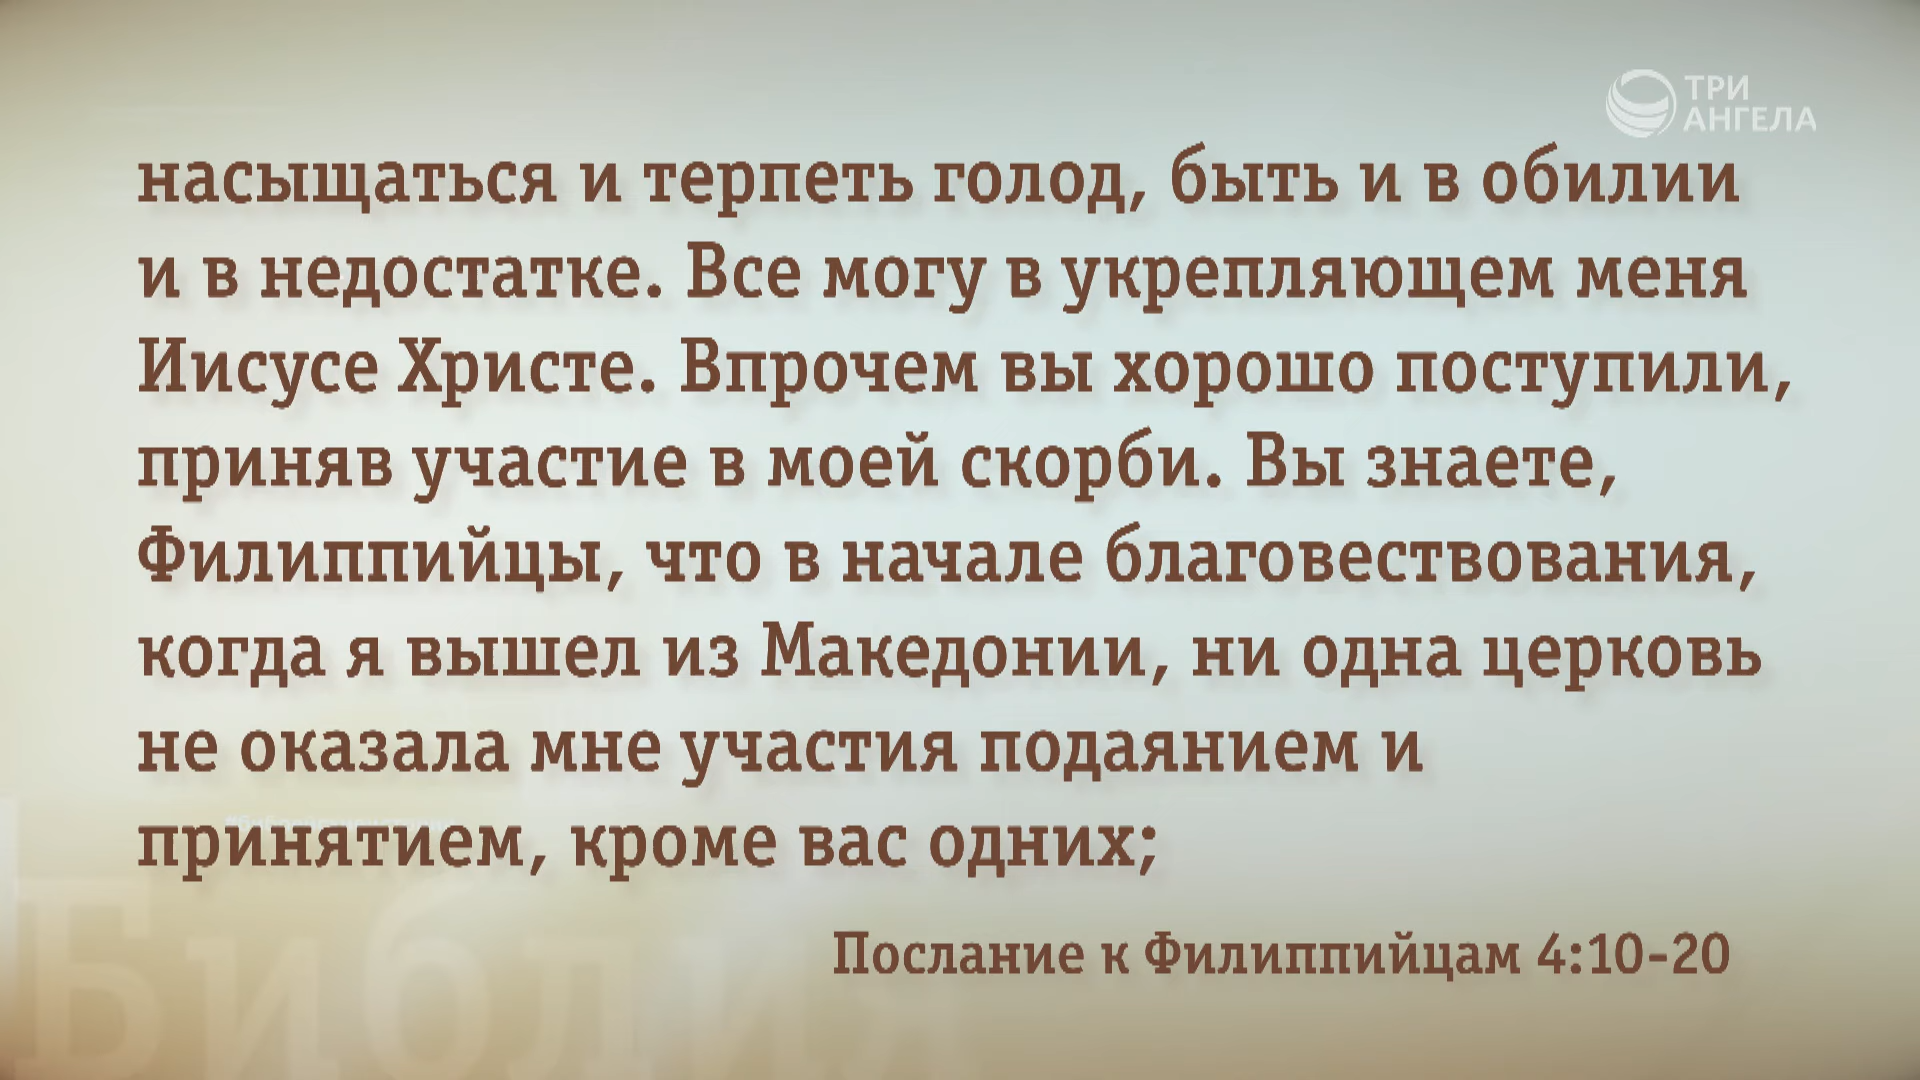 ТРИ
АНГЕЛА
насыщаться и терпеть голод, быть и в обилии
и в недостатке. Все могу в укрепляющем меня
Иисусе Христе. Впрочем вы хорошо поступили,
приняв участие в моей скорби. Вы знаете,
Филиппийцы, что в начале благовествования,
когда я вышел из Македонии, ни одна церковь
не оказала мне участия подаянием и
принятием, кроме вас одних;
Послание к Филиппийцам 4:10-20
Библия